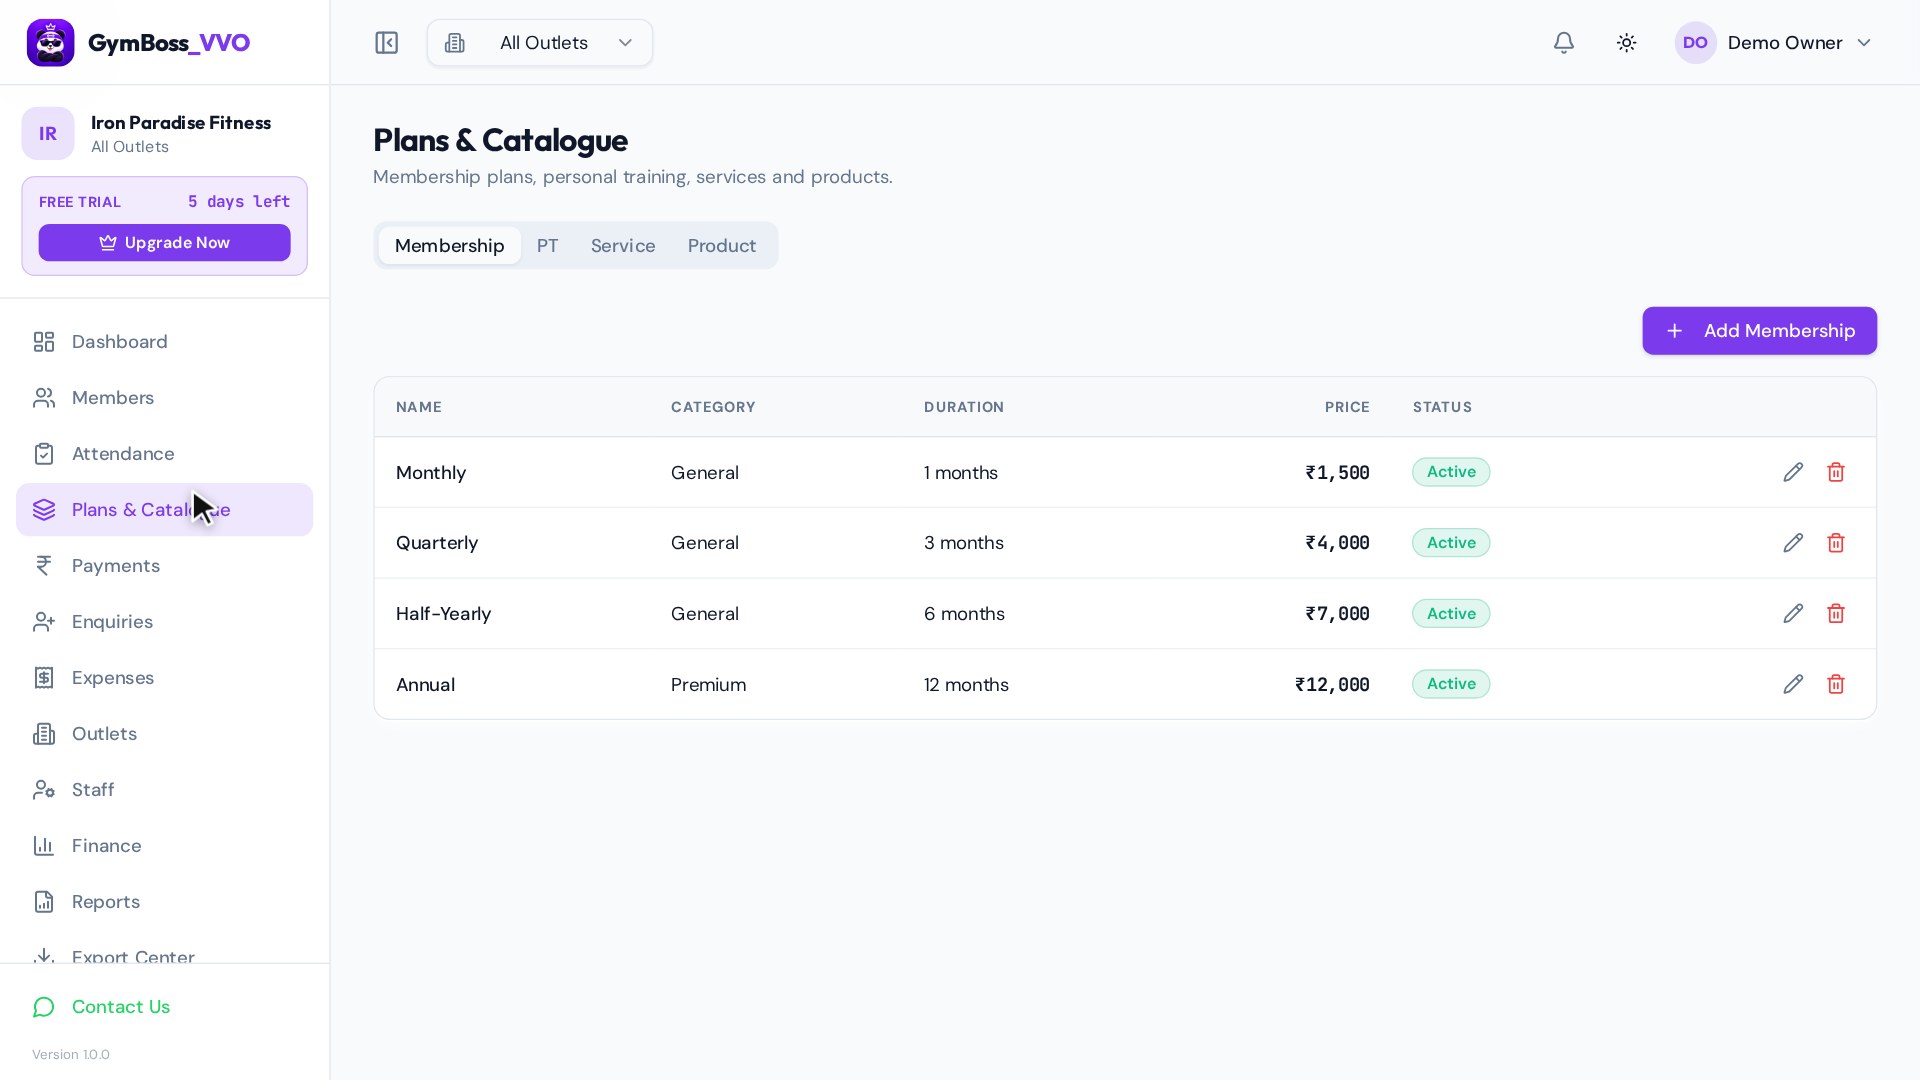 GymBoss_VVO
All Outlets
DO Demo Owner
IR
Iron Paradise Fitness
All Outlets
FREE TRIAL 5 days left
Upgrade Now
Dashboard
Members
Attendance
Plans & Catalogue
Payments
Enquiries
Expenses
Outlets
Staff
Finance
Reports
Export Center
Contact Us
Version 1.0.0
Plans & Catalogue
Membership plans, personal training, services and products.
Membership PT Service Product
+ Add Membership
NAME CATEGORY DURATION PRICE STATUS
Monthly General 1 months ₹1,500 Active
Quarterly General 3 months ₹4,000 Active
Half-Yearly General 6 months ₹7,000 Active
Annual Premium 12 months ₹12,000 Active